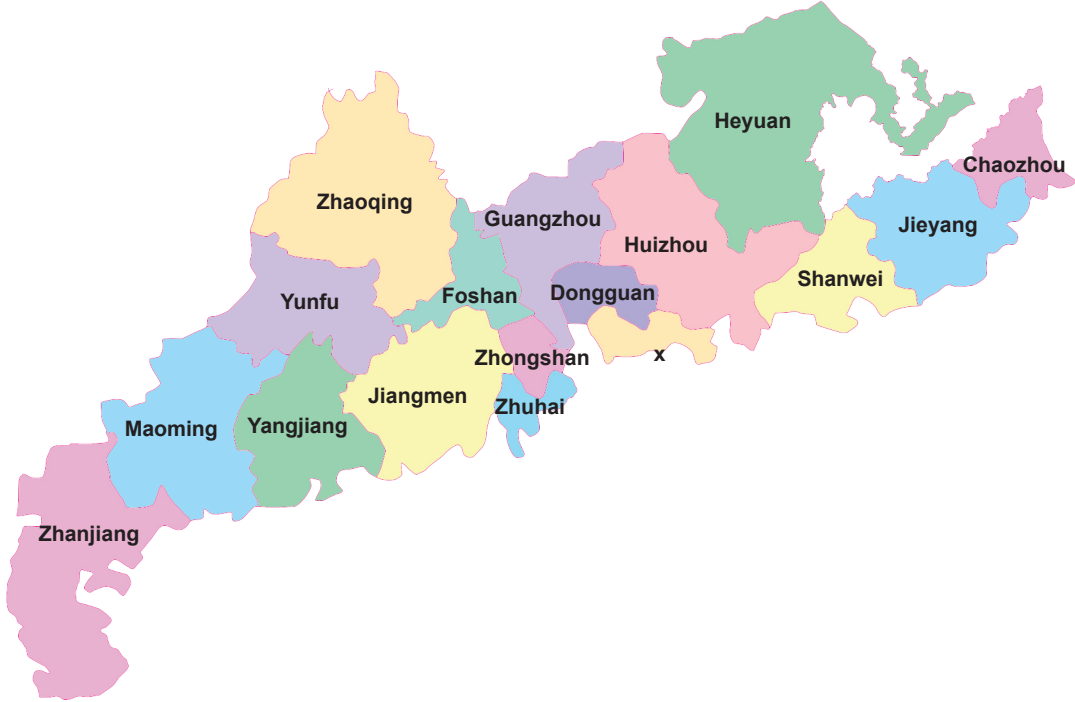 Heyuan
Chaozhou
Zhaoqing
Guangzhou
Huizhou
Jieyang
Shanwei
Yunfu
Foshan
Dongguan
Zhongshan
x
Jiangmen
Zhuhai
Maoming
Yangjiang
Zhanjiang